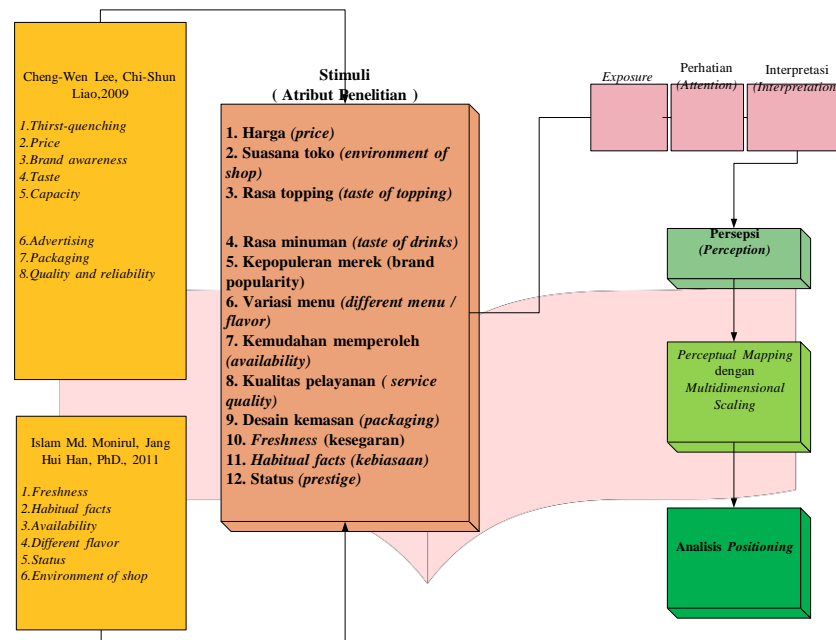 Cheng-Wen Lee, Chi-Shun
Liao,2009
1.Thirst-quenching
2.Price
3.Brand awareness
4.Taste
5.Capacity
6.Advertising
7.Packaging
8.Quality and reliability
Islam Md. Monirul, Jang
Hui Han, PhD., 2011
1.Freshness
2.Habitual facts
3.Availability
4.Different flavor
5.Status
6.Environment of shop
Stimuli
( Atribut Penelitian )
1. Harga (price)
2. Suasana toko (environment of
shop)
3. Rasa topping (taste of topping)
4. Rasa minuman (taste of drinks)
5. Kepopuleran merek (brand
popularity)
6. Variasi menu (different menu /
flavor)
7. Kemudahan memperoleh
(availability)
8. Kualitas pelayanan ( service
quality)
9. Desain kemasan (packaging)
10. Freshness (kesegaran)
11. Habitual facts (kebiasaan)
12. Status (prestige)
Exposure
Perhatian
(Attention)
Interpretasi
(Interpretation
Persepsi
(Perception)
Perceptual Mapping
dengan
Multidimensional
Scaling
Analisis Positioning